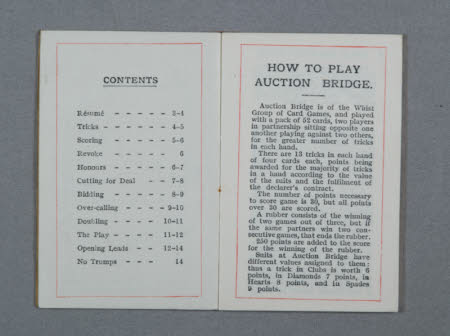 CONTENTS
Résumé - - - - - 3-4
Tricks - - - - - 4-5
Scoring - - - - - 5-6
Revoke - - - - - 6
Honours - - - - 6-7
Cutting for Deal - - - 7-8
Bidding - - - - 8-9
Over-calling - - - - 9-10
Doubling - - - - 10-11
The Play - - - - 11-12
Opening Leads - - - 12-14
No Trumps - - - - 14
HOW TO PLAY
AUCTION BRIDGE.
Auction Bridge is of the Whist
Group of Card Games, and played
with a pack of 52 cards, two players
in partnership sitting opposite one
another playing against two others,
for the greater number of tricks
in each hand.
There are 13 tricks in each hand
of four cards each, points being
awarded for the majority of tricks
in a hand according to the value
of the suits and the fulfilment of
the declarer's contract.
The number of points necessary
to score game is 30, but all points
over 30 are scored.
A rubber consists of the winning
of two games out of three, but if
the same partners win two con-
secutive games, that ends the rubber.
250 points are added to the score
for the winning of the rubber.
Suits at Auction Bridge have
different values assigned to them:
thus a trick in Clubs is worth 6
points, in Diamonds 7 points, in
Hearts 8 points, and in Spades
9 points.